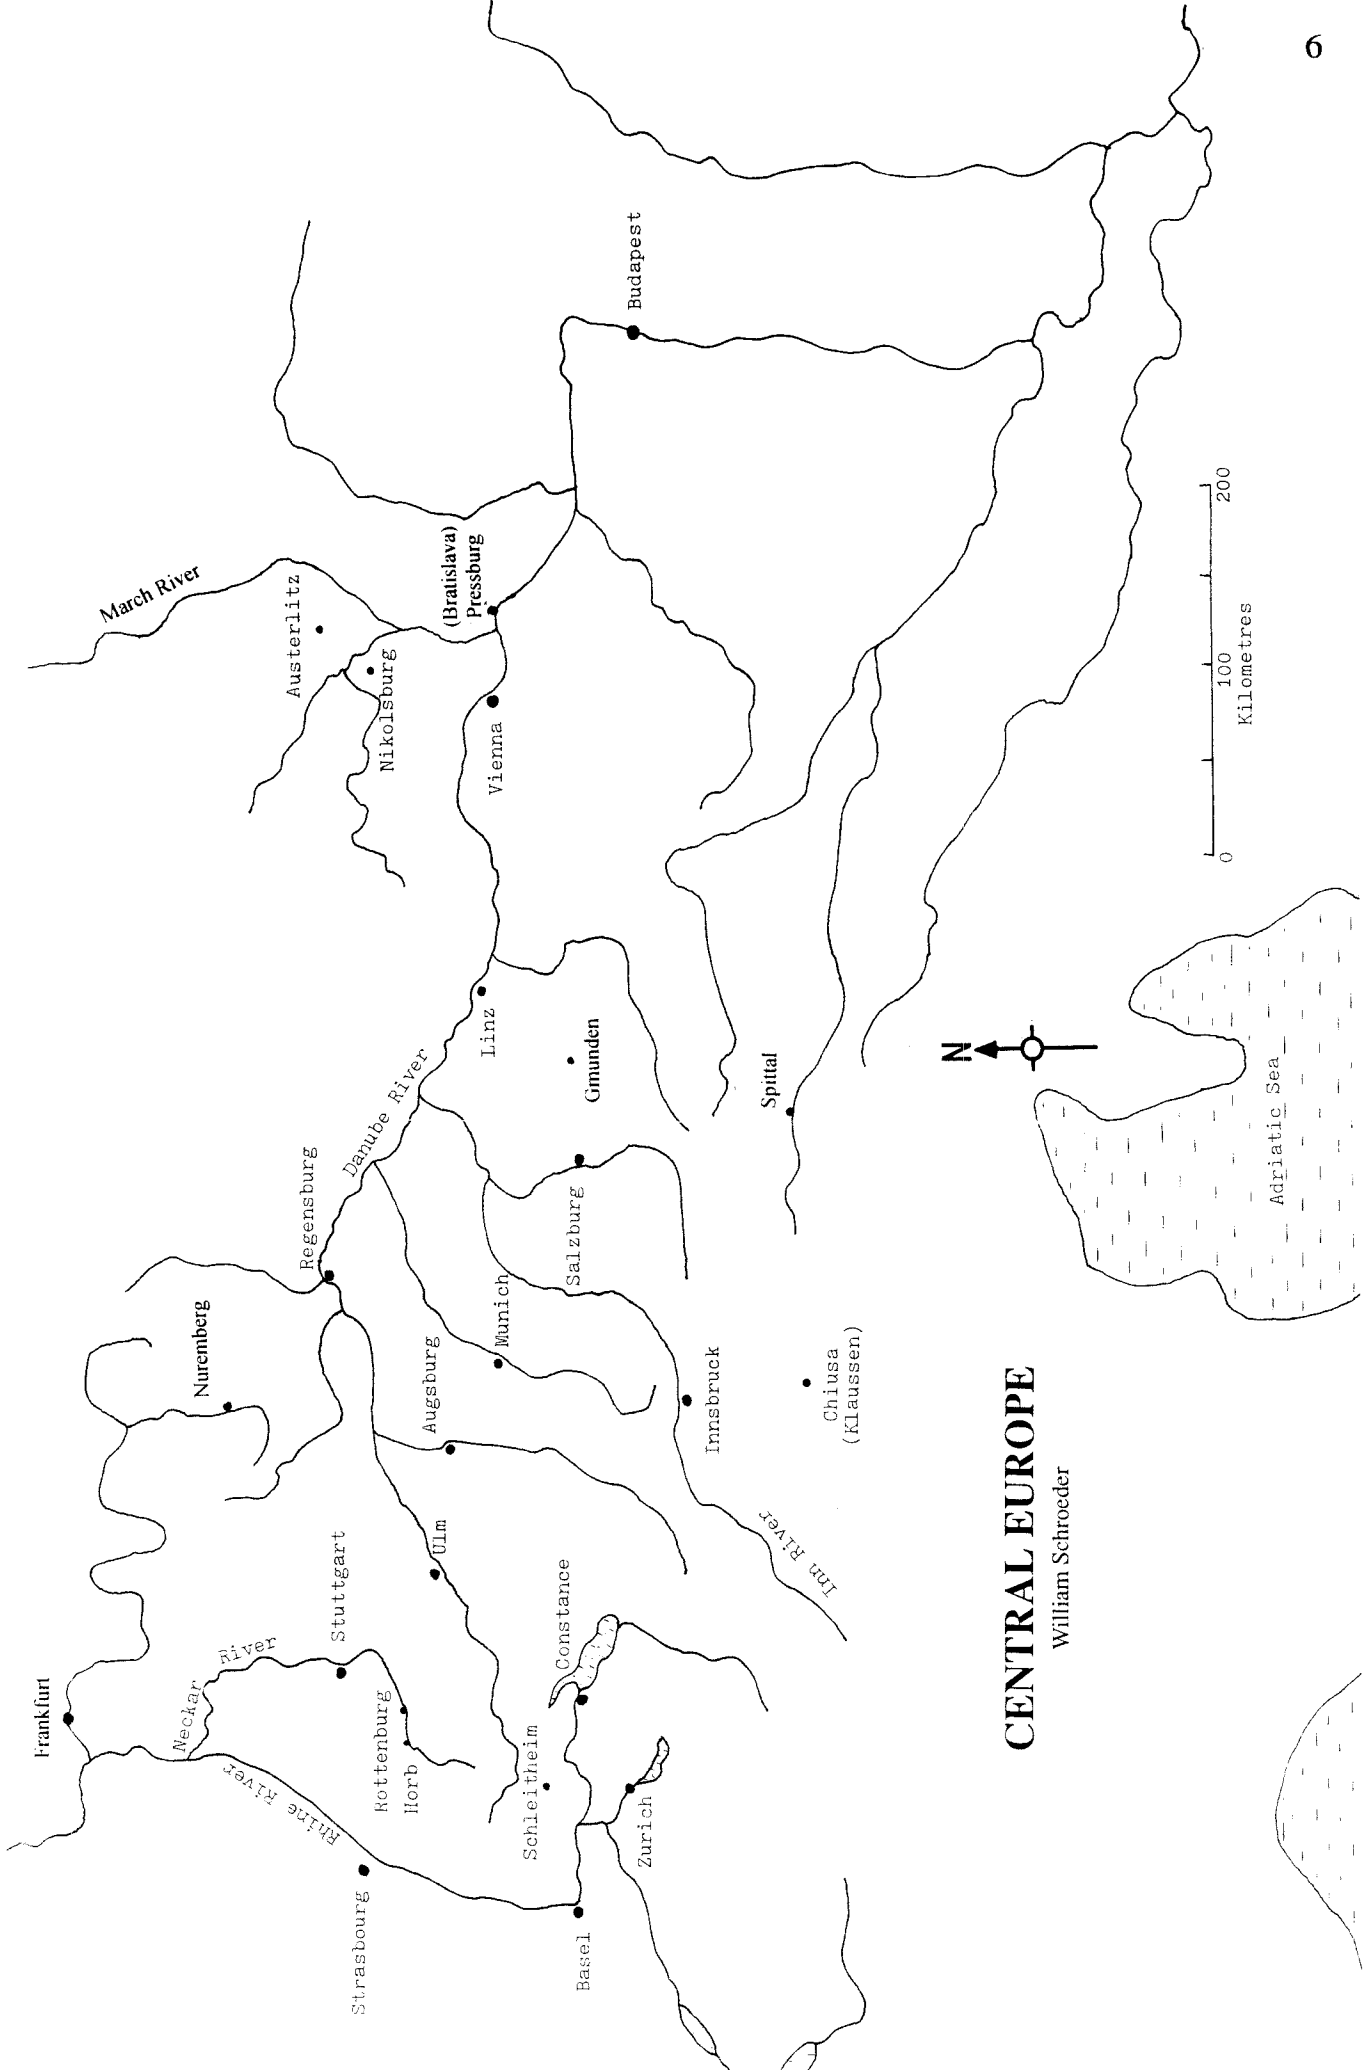 6
Frankfurt
Nuremberg
March River
Neckar
River
Rhine River
Strasbourg
Stuttgart
Rottenburg
Horb
Schleitheim
Basel
Zurich
Constance
Ulm
Augsburg
Munich
Regensburg
Danube River
Salzburg
Innsbruck
Inn River
Chiusa
(Klaussen)
Linz
Gmunden
Spittal
Austerlitz
Nikolsburg
Vienna
(Bratislava)
Pressburg
Budapest
N
Adriatic Sea
0
100
200
Kilometres
CENTRAL EUROPE
William Schroeder